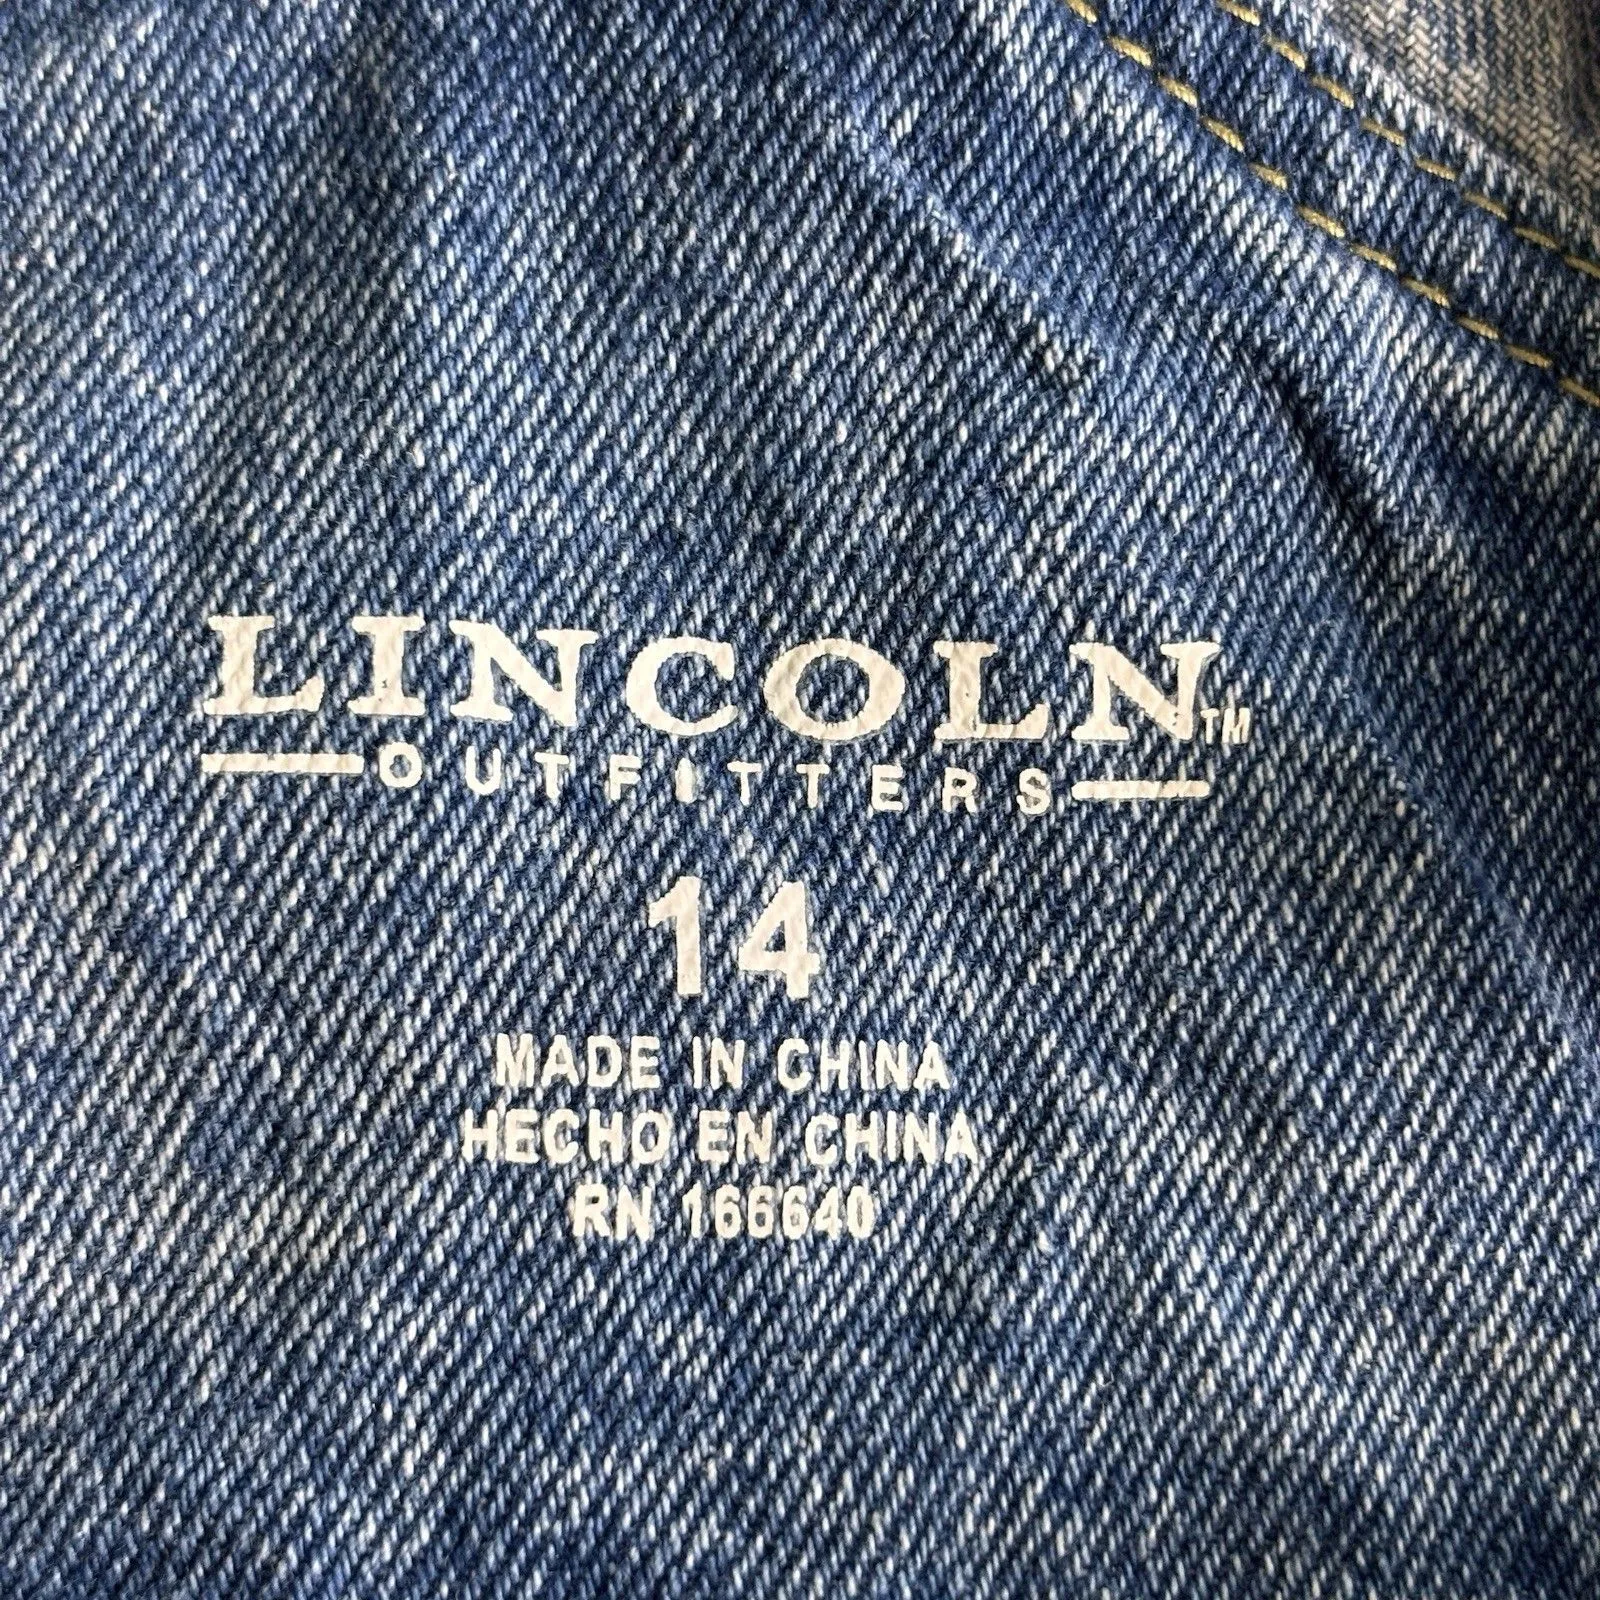 LINCOLN™
OUTFITTERS
14
MADE IN CHINA
HECHO EN CHINA
RN 166640